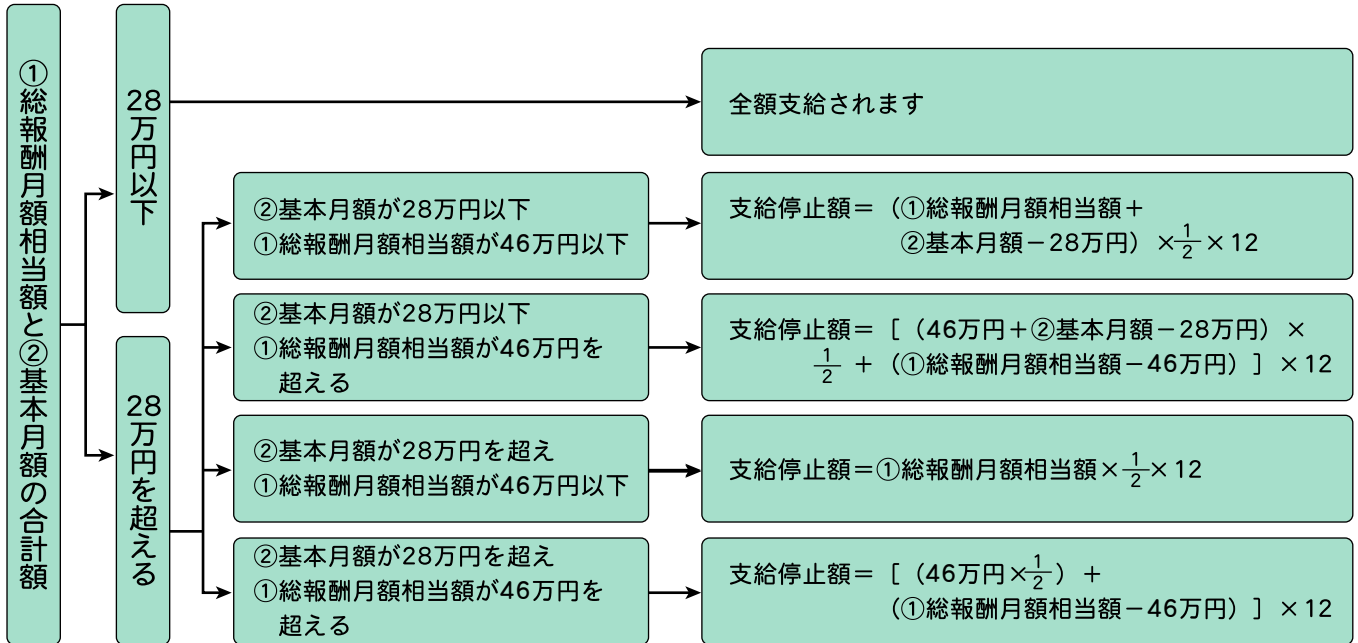 ①総報酬月額相当額と②基本月額の合計額
28万円以下
全額支給されます
28万円を超える
②基本月額が28万円以下
①総報酬月額相当額が46万円以下
支給停止額＝（①総報酬月額相当額＋
②基本月額－28万円）×1/2×12
②基本月額が28万円以下
①総報酬月額相当額が46万円を
超える
支給停止額＝［（46万円＋②基本月額－28万円）×
1/2＋（①総報酬月額相当額－46万円）］×12
②基本月額が28万円を超え
①総報酬月額相当額が46万円以下
支給停止額＝①総報酬月額相当額×1/2×12
②基本月額が28万円を超え
①総報酬月額相当額が46万円を
超える
支給停止額＝［（46万円×1/2）＋
（①総報酬月額相当額－46万円）］×12